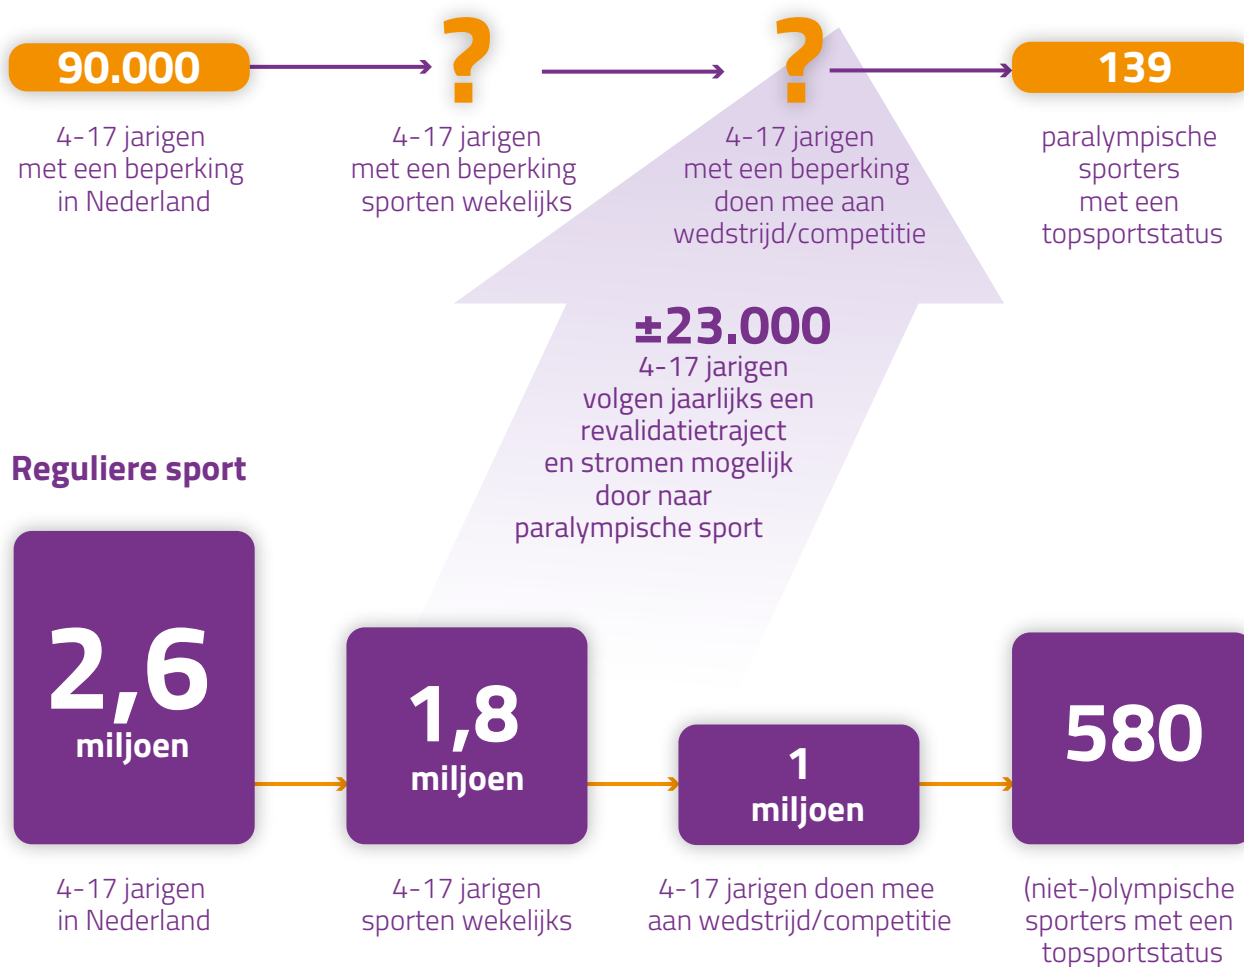 90.000
?
?
139
4-17 jarigen
met een beperking
in Nederland
4-17 jarigen
met een beperking
sporten wekelijks
4-17 jarigen
met een beperking
doen mee aan
wedstrijd/competitie
paralympische
sporters
met een
topsportstatus
±23.000
4-17 jarigen
volgen jaarlijks een
revalidatietraject
en stromen mogelijk
door naar
paralympische sport
Reguliere sport
2,6
miljoen
1,8
miljoen
1
miljoen
580
4-17 jarigen
in Nederland
4-17 jarigen
sporten wekelijks
4-17 jarigen doen mee
aan wedstrijd/competitie
(niet-)olympische
sporters met een
topsportstatus